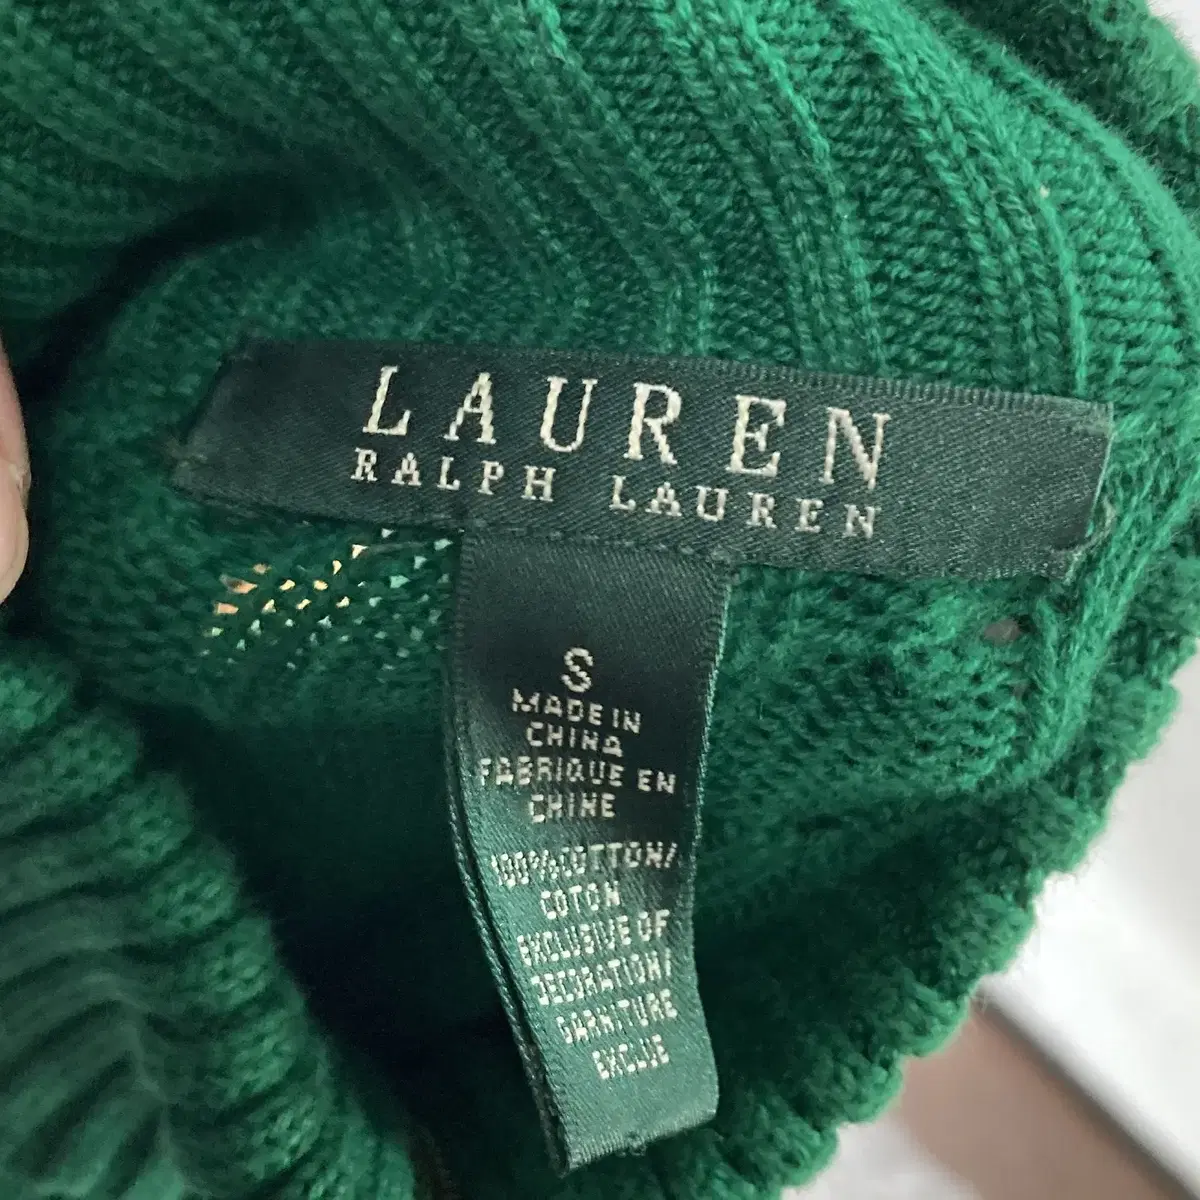 LAUREN
RALPH LAUREN
S
MADE IN
CHINA
FABRIQUE EN
CHINE
100%COTTON/
COTON
EXCLUSIVE OF
DECORATION/
GARNITURE
EXCLUE